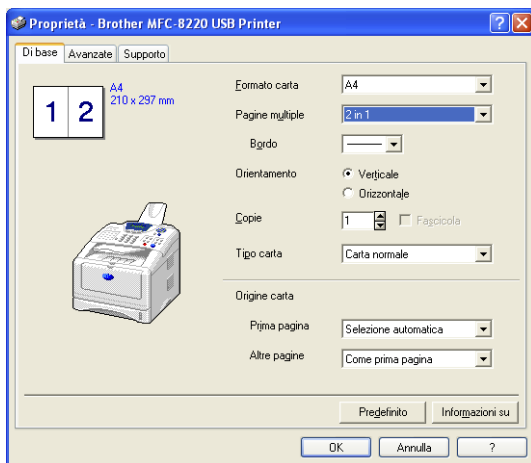 Proprietà - Brother MFC-8220 USB Printer
Di base Avanzate Supporto
1 2
A4
210 x 297 mm
Formato carta A4
Pagine multiple 2 in 1
Bordo
Orientamento Verticale
Orizzontale
Copie 1 Fascicola
Tipo carta Carta normale
Origine carta
Prima pagina Selezione automatica
Altre pagine Come prima pagina
Predefinito Informazioni su
OK Annulla ?